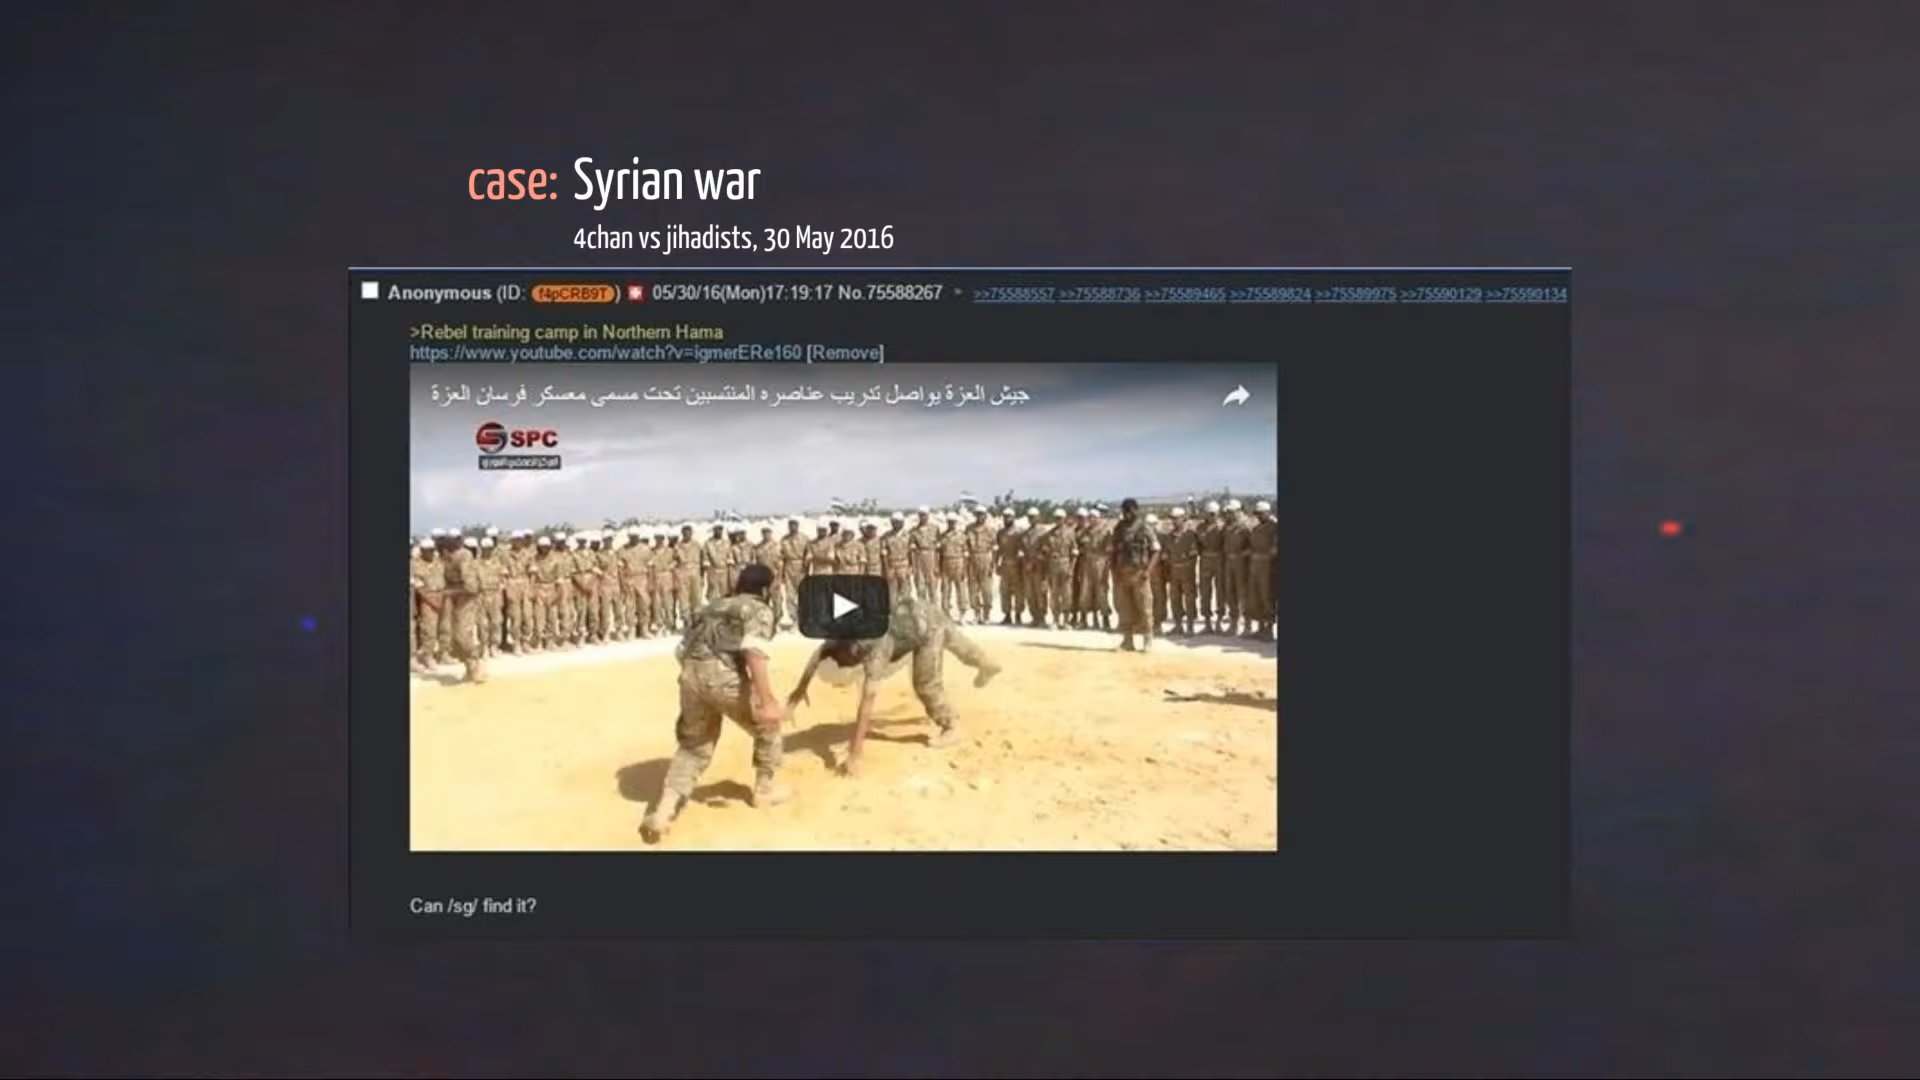 case: Syrian war
4chan vs jihadists, 30 May 2016
Anonymous (ID: f4pCRB9T) 05/30/16(Mon)17:19:17 No.75588267 >>75588557 >>75588736 >>75589465 >>75589824 >>75589975 >>75590129 >>75590134
>Rebel training camp in Northern Hama
https://www.youtube.com/watch?v=igmerERe160 [Remove]
جيش العزة يواصل تدريب عناصره المنتسبين تحت مسمى معسكر فرسان العزة
SPC
Can /sg/ find it?